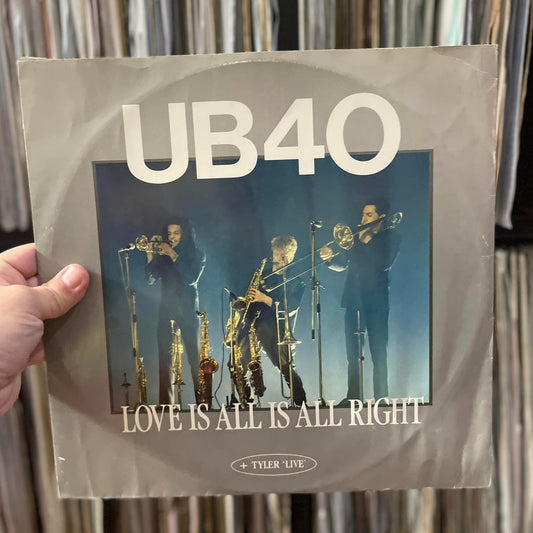 UB40
LOVE IS ALL IS ALL RIGHT
+ TYLER 'LIVE'